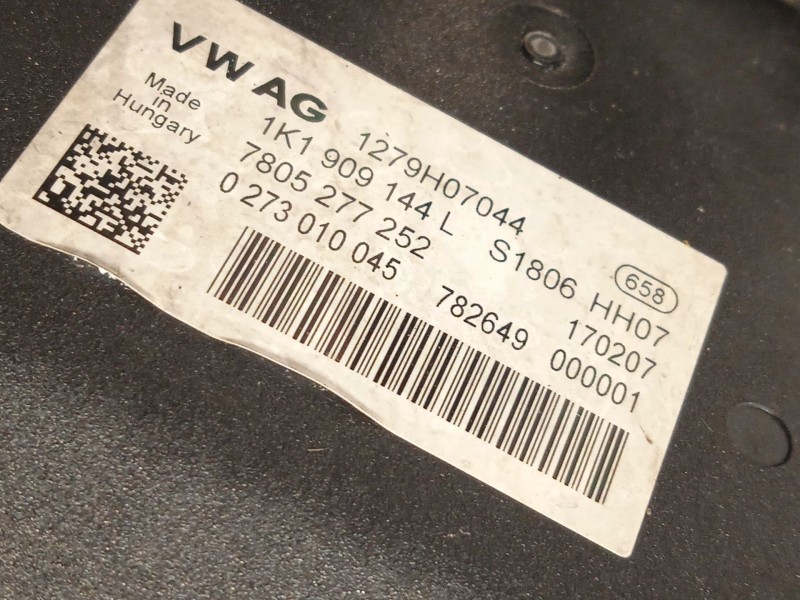 VW AG
Made
in
Hungary
1279H07044
1K1 909 144 L S1806 HH07
7805 277 252 170207
0 273 010 045 782649 000001
658